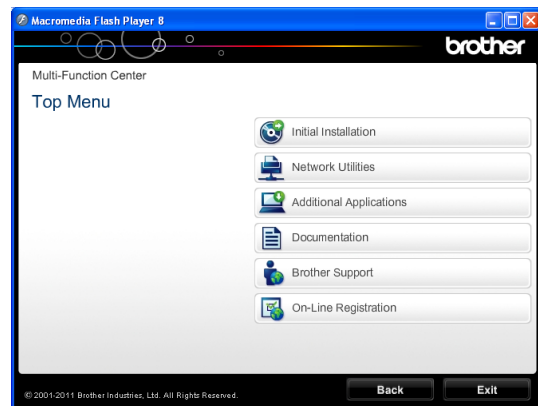 Macromedia Flash Player 8
brother
Multi-Function Center
Top Menu
Initial Installation
Network Utilities
Additional Applications
Documentation
Brother Support
On-Line Registration
© 2001-2011 Brother Industries, Ltd. All Rights Reserved.
Back
Exit